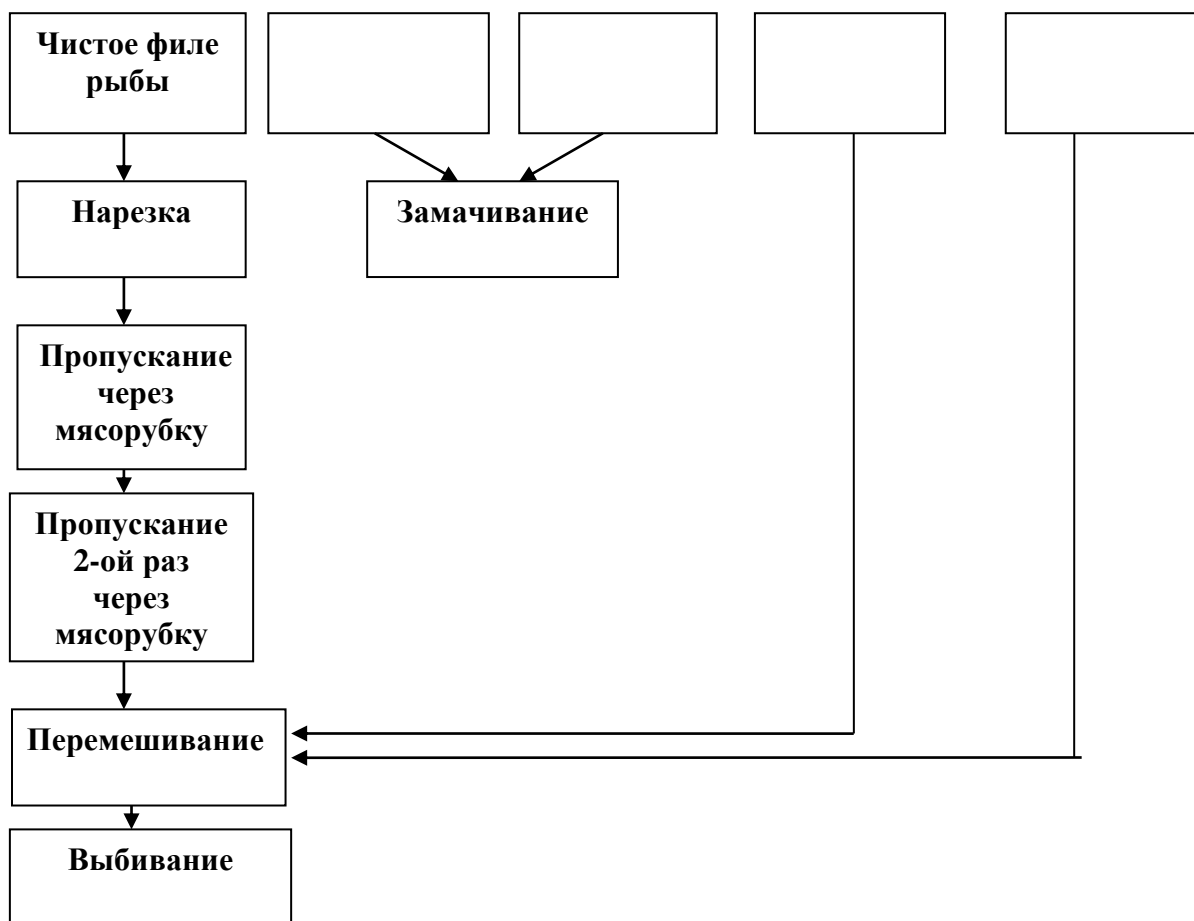 Чистое филе
рыбы
Нарезка
Замачивание
Пропускание
через
мясорубку
Пропускание
2-ой раз
через
мясорубку
Перемешивание
Выбивание